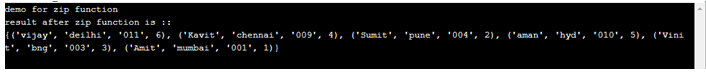 demo for zip function
result after zip function is ::
{('vijay', 'deilhi', '011', 6), ('Kavit', 'chennai', '009', 4), ('Sumit', 'pune', '004', 2), ('aman', 'hyd', '010', 5), ('Vini
t', 'bng', '003', 3), ('Amit', 'mumbai', '001', 1)}